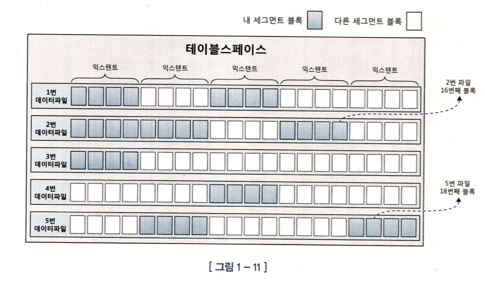 내 세그먼트 블록
다른 세그먼트 블록
테이블스페이스
익스텐트 익스텐트 익스텐트 익스텐트 익스텐트
1번
데이터파일
2번
데이터파일
3번
데이터파일
4번
데이터파일
5번
데이터파일
2번 파일
16번째 블록
5번 파일
18번째 블록
[ 그림 1 - 11 ]